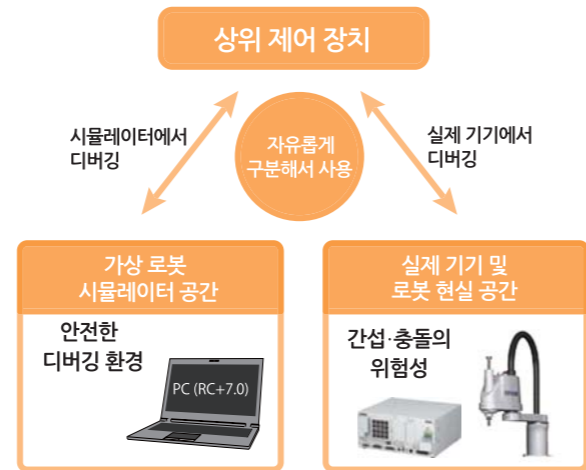 상위 제어 장치
시뮬레이터에서
디버깅
자유롭게
구분해서 사용
실제 기기에서
디버깅
가상 로봇
시뮬레이터 공간
안전한
디버깅 환경
PC (RC+7.0)
실제 기기 및
로봇 현실 공간
간섭·충돌의
위험성